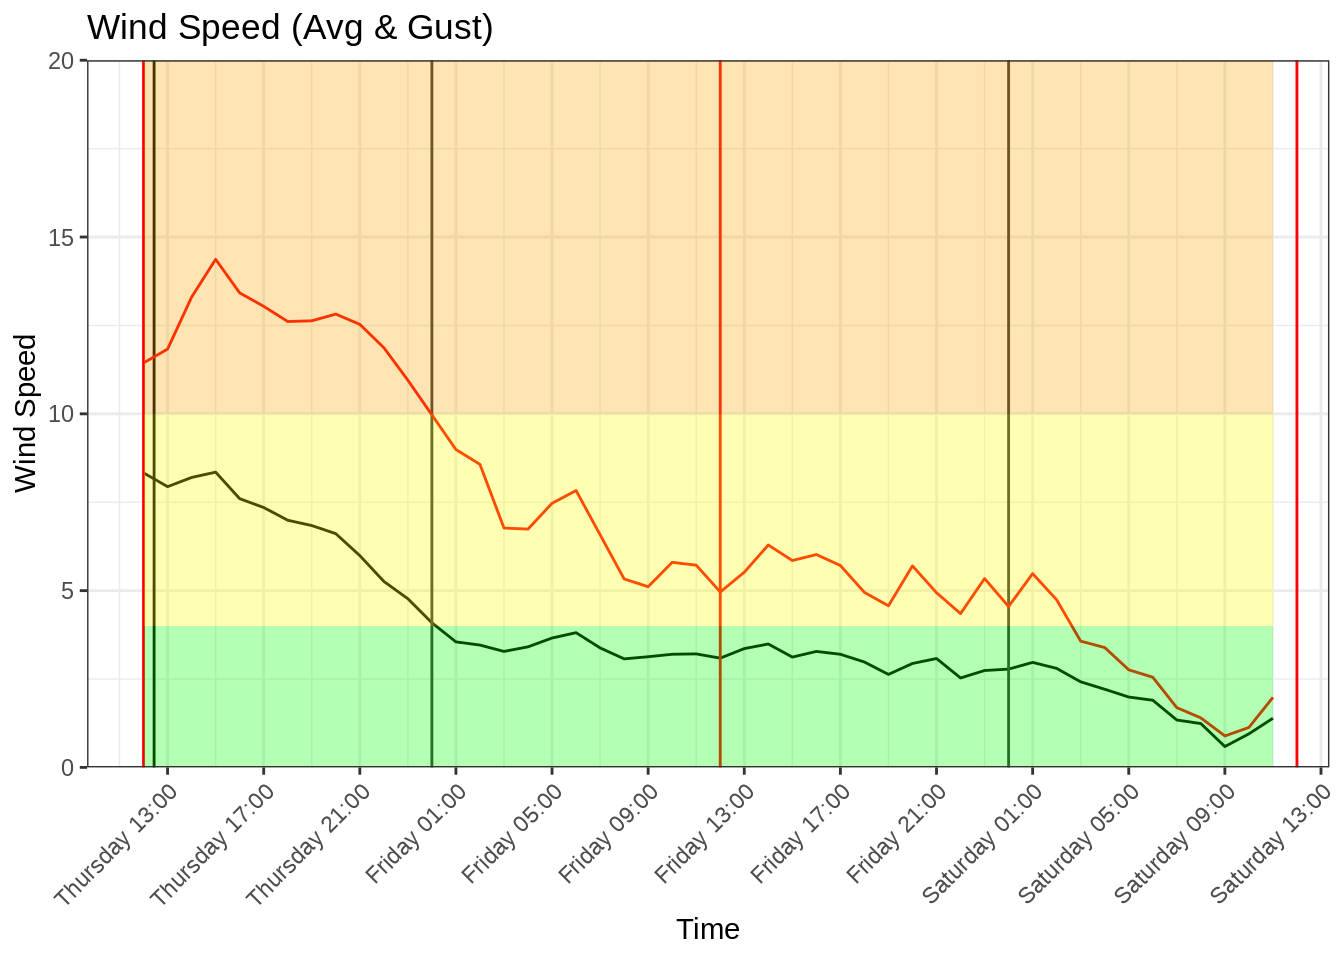 Wind Speed (Avg & Gust)
20
15
10
5
0
Wind Speed
Thursday 13:00
Thursday 17:00
Thursday 21:00
Friday 01:00
Friday 05:00
Friday 09:00
Friday 13:00
Friday 17:00
Friday 21:00
Saturday 01:00
Saturday 05:00
Saturday 09:00
Saturday 13:00
Time